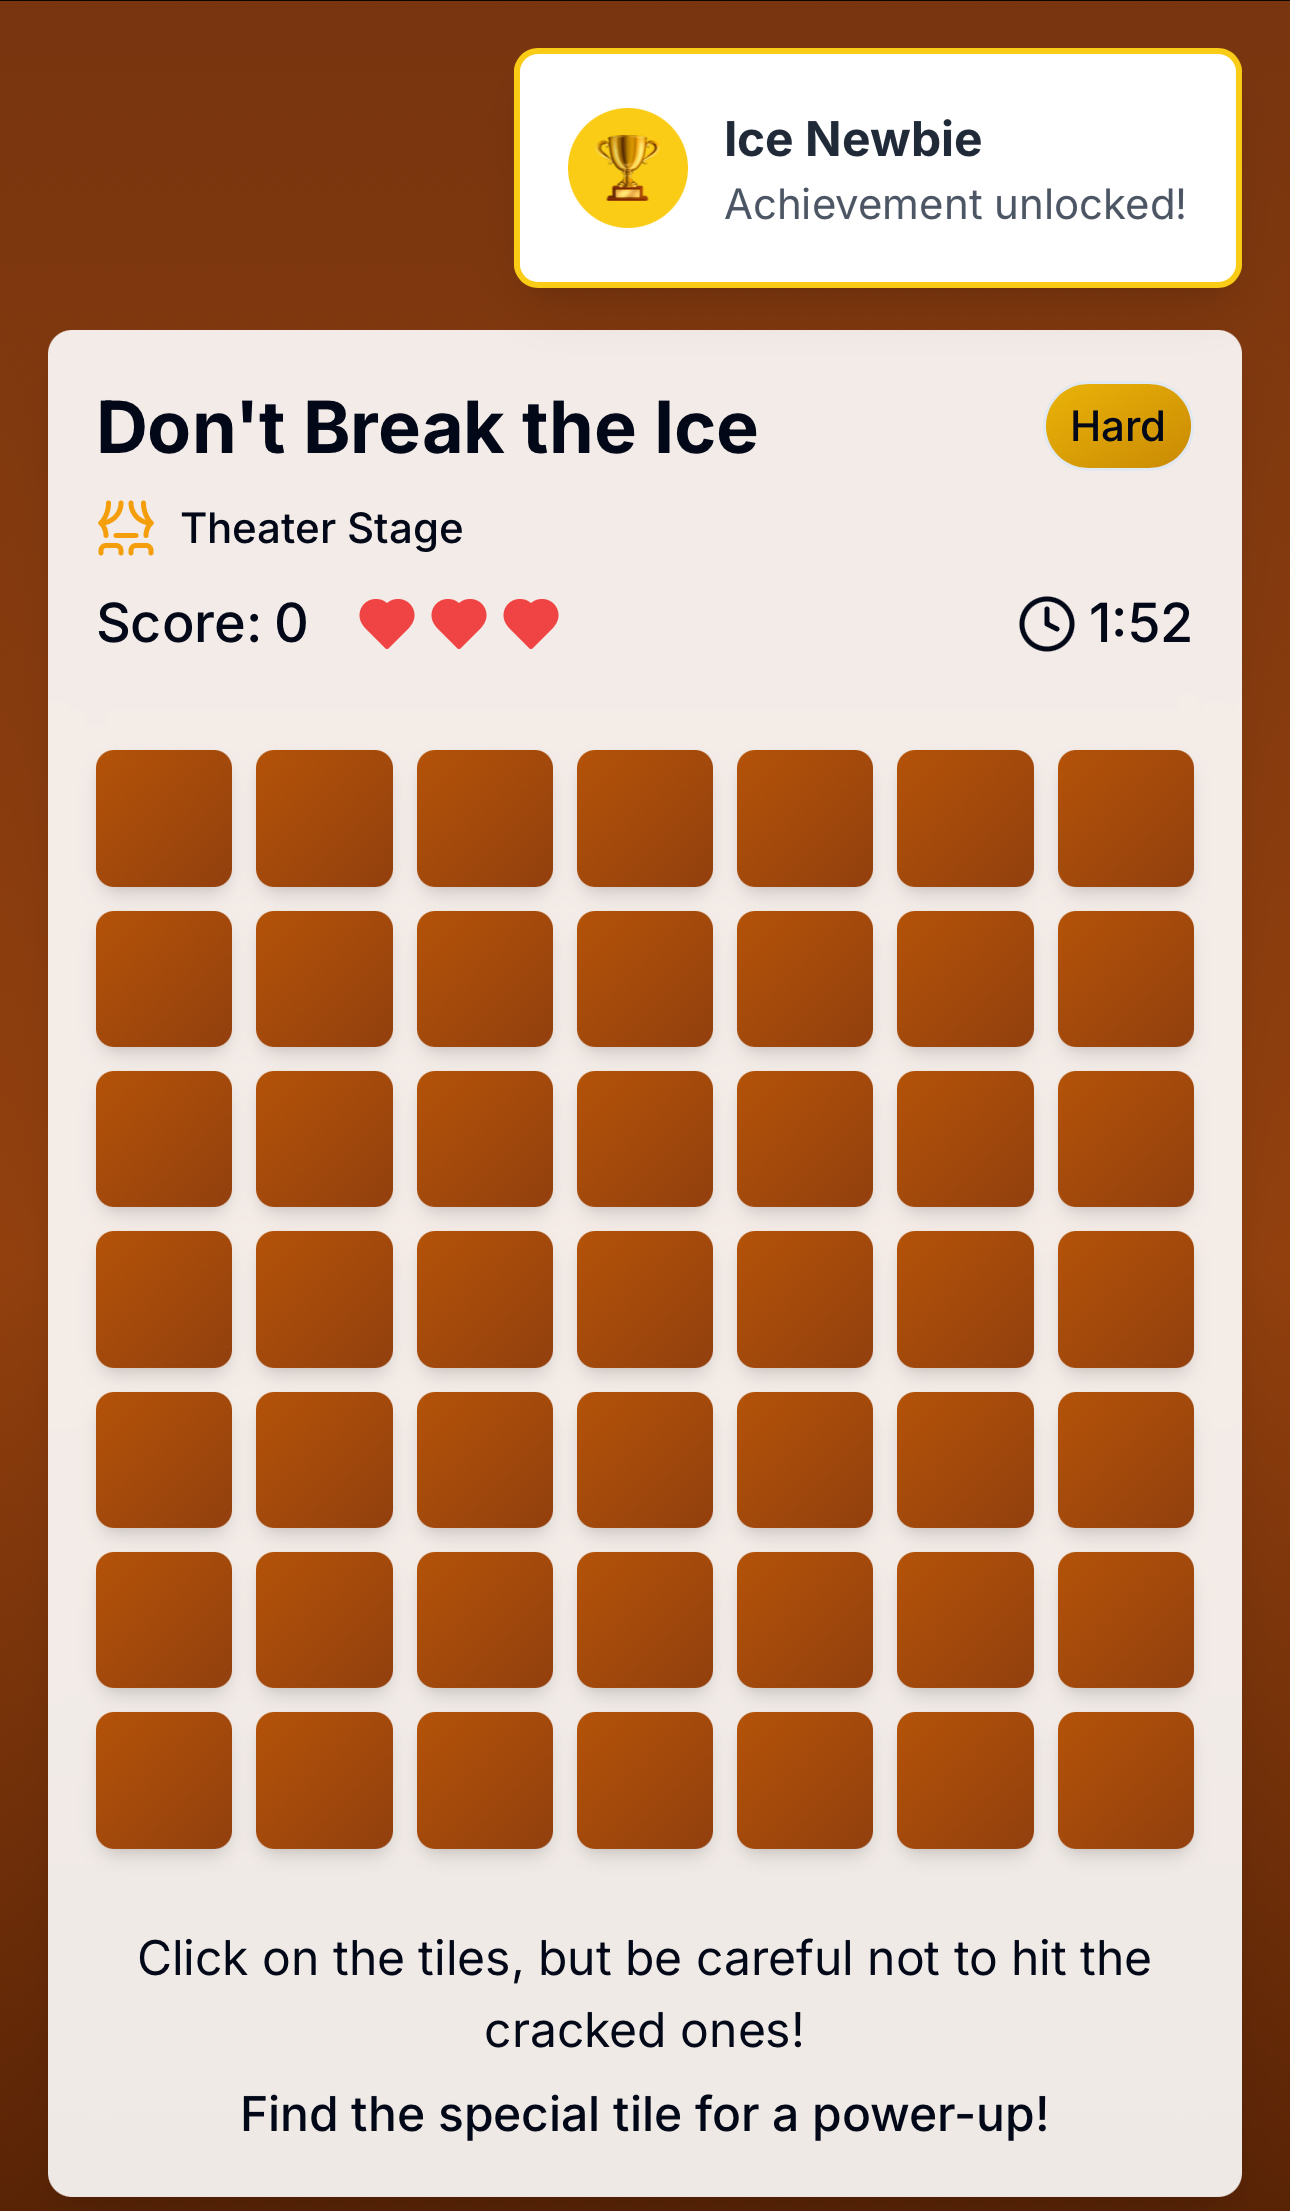 Ice Newbie
Achievement unlocked!
Don't Break the Ice
Hard
Theater Stage
Score: 0
1:52
Click on the tiles, but be careful not to hit the
cracked ones!
Find the special tile for a power-up!